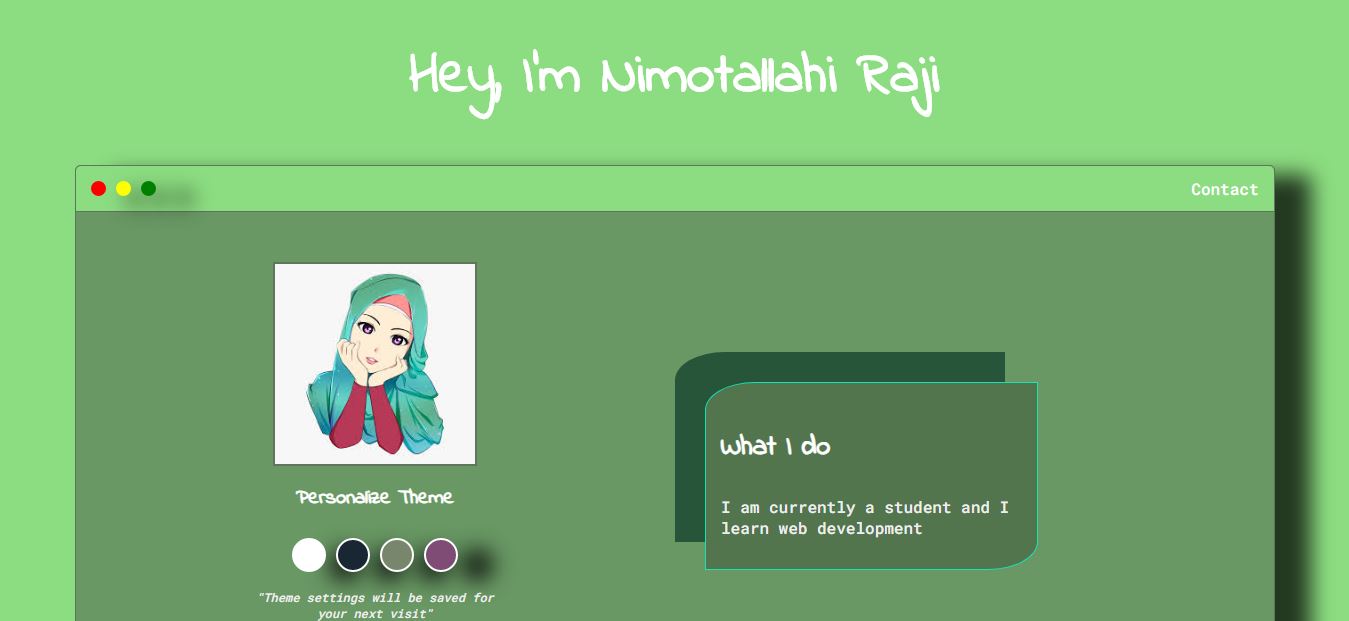 Hey, I'm Nimotallahi Raji
Contact
Personalize Theme
"Theme settings will be saved for
your next visit"
What I do
I am currently a student and I
learn web development